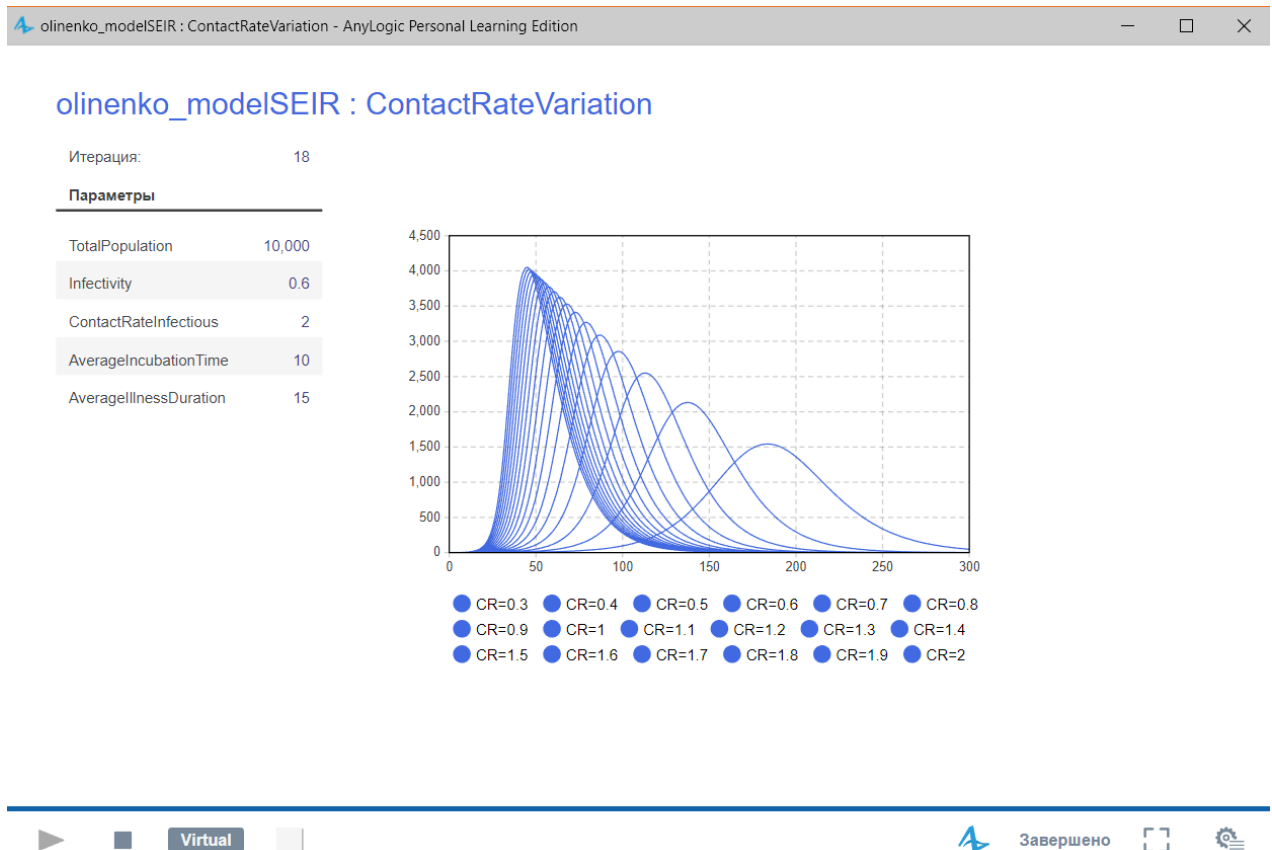 olinenko_modelSEIR : ContactRateVariation - AnyLogic Personal Learning Edition
olinenko_modelSEIR : ContactRateVariation
Итерация: 18
Параметры
TotalPopulation 10,000
Infectivity 0.6
ContactRateInfectious 2
AverageIncubationTime 10
AverageIllnessDuration 15
4,500
4,000
3,500
3,000
2,500
2,000
1,500
1,000
500
0
0 50 100 150 200 250 300
CR=0.3 CR=0.4 CR=0.5 CR=0.6 CR=0.7 CR=0.8
CR=0.9 CR=1 CR=1.1 CR=1.2 CR=1.3 CR=1.4
CR=1.5 CR=1.6 CR=1.7 CR=1.8 CR=1.9 CR=2
Virtual Завершено